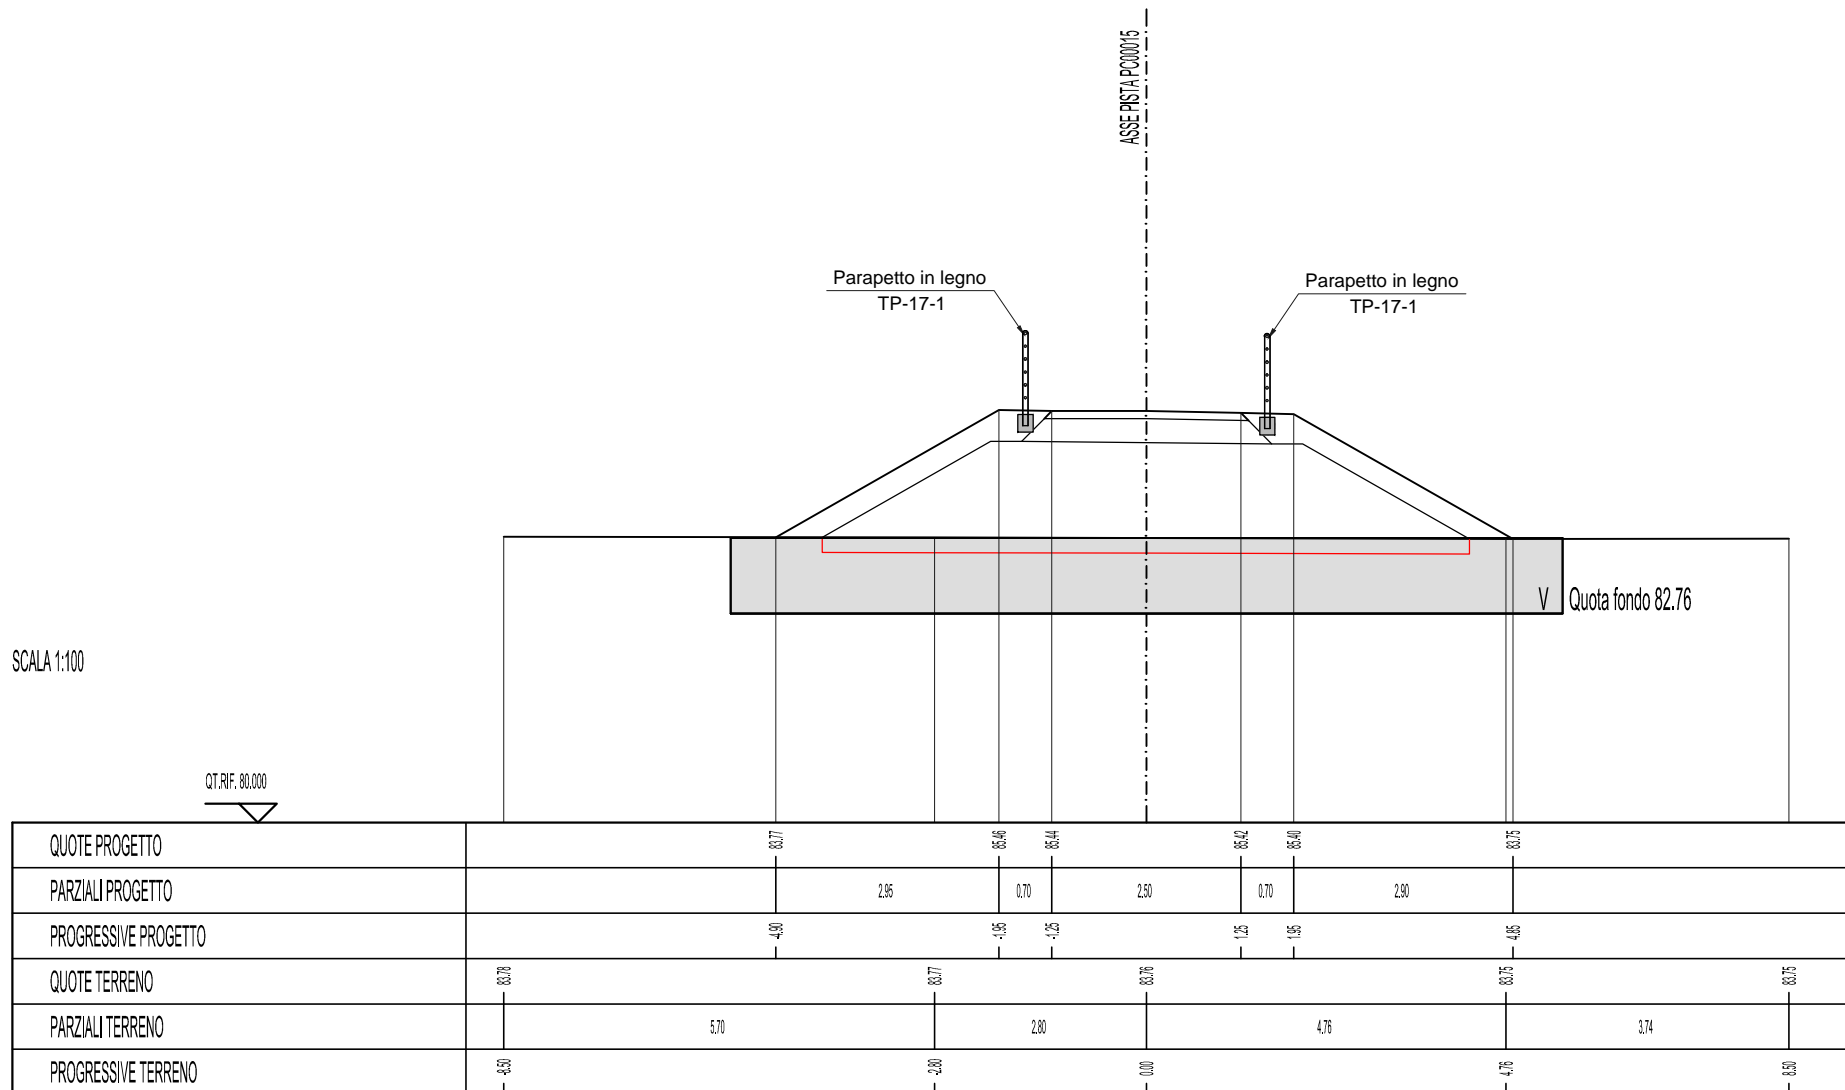 ASSE PISTA PC00015
Parapetto in legno
TP-17-1
Parapetto in legno
TP-17-1
V Quota fondo 82.76
SCALA 1:100
QT.RIF. 80.000
QUOTE PROGETTO 83.77 85.46 85.44 85.42 85.40 83.75
PARZIALI PROGETTO 2.95 0.70 2.50 0.70 2.90
PROGRESSIVE PROGETTO -4.90 -1.95 -1.25 1.25 1.95 4.85
QUOTE TERRENO 83.78 83.77 83.76 83.75 83.75
PARZIALI TERRENO 5.70 2.80 4.76 3.74
PROGRESSIVE TERRENO -8.50 -2.80 0.00 4.76 8.50